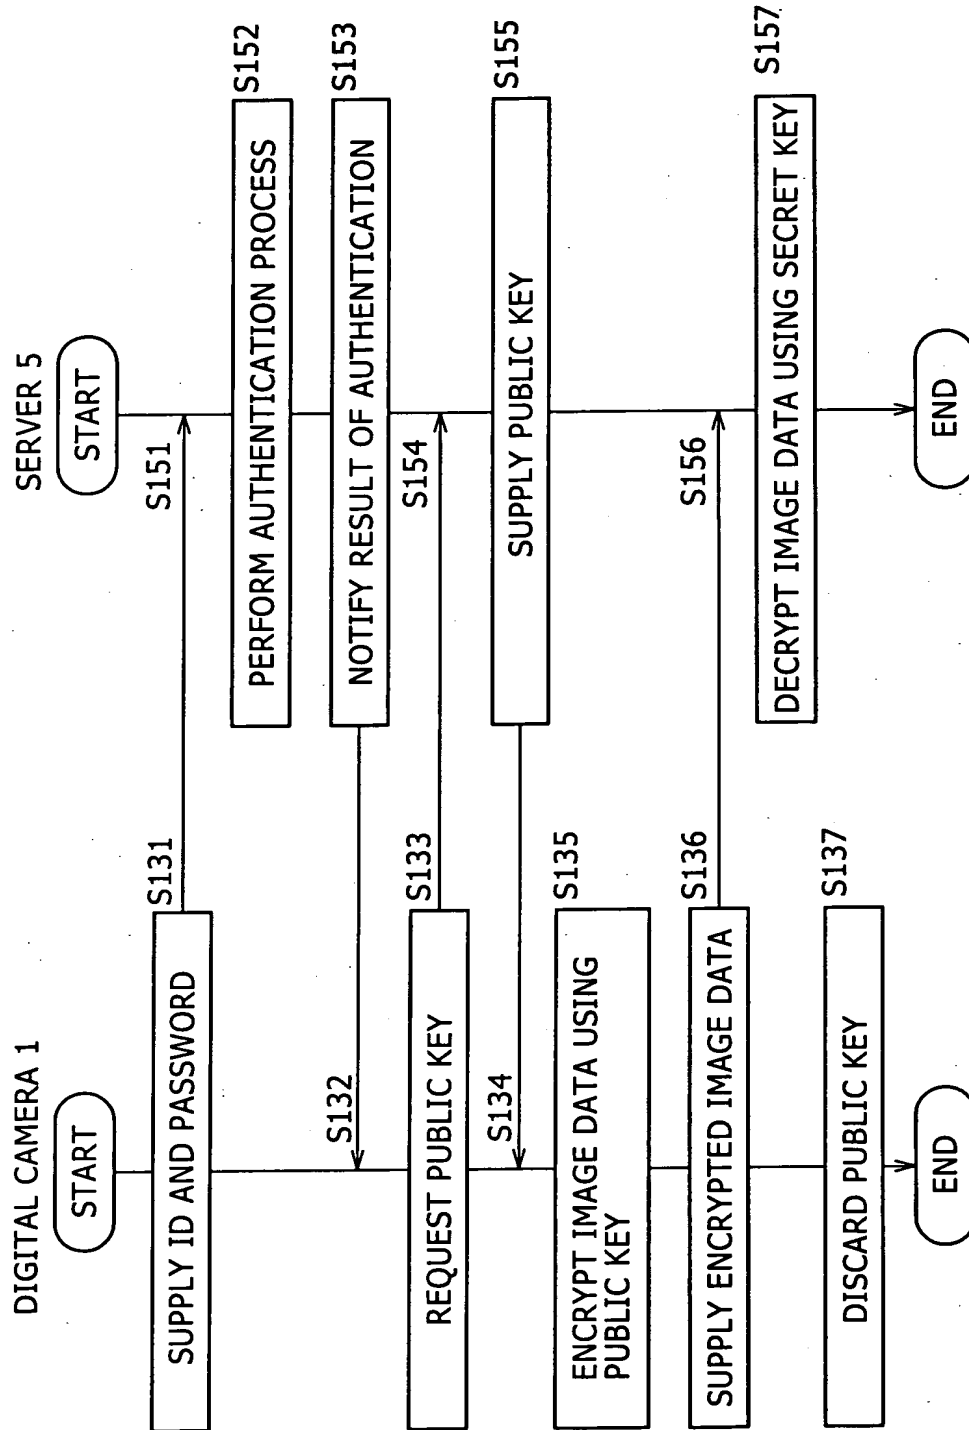 DIGITAL CAMERA 1
START
SUPPLY ID AND PASSWORD
S131
S132
REQUEST PUBLIC KEY
S133
S134
ENCRYPT IMAGE DATA USING
PUBLIC KEY
S135
SUPPLY ENCRYPTED IMAGE DATA
S136
DISCARD PUBLIC KEY
S137
END
SERVER 5
START
S151
PERFORM AUTHENTICATION PROCESS
S152
NOTIFY RESULT OF AUTHENTICATION
S153
S154
SUPPLY PUBLIC KEY
S155
S156
DECRYPT IMAGE DATA USING SECRET KEY
S157
END